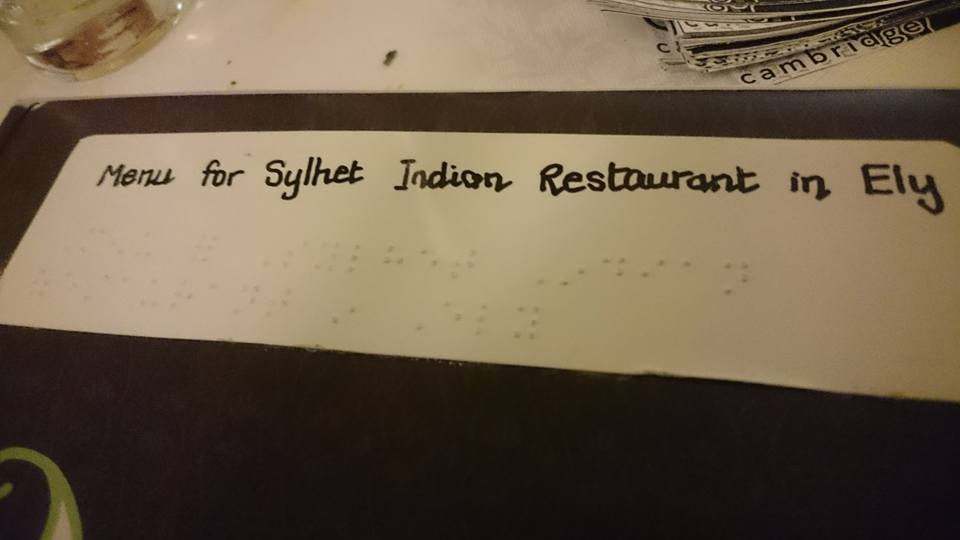 cambridge
Menu for Sylhet Indian Restaurant in Ely